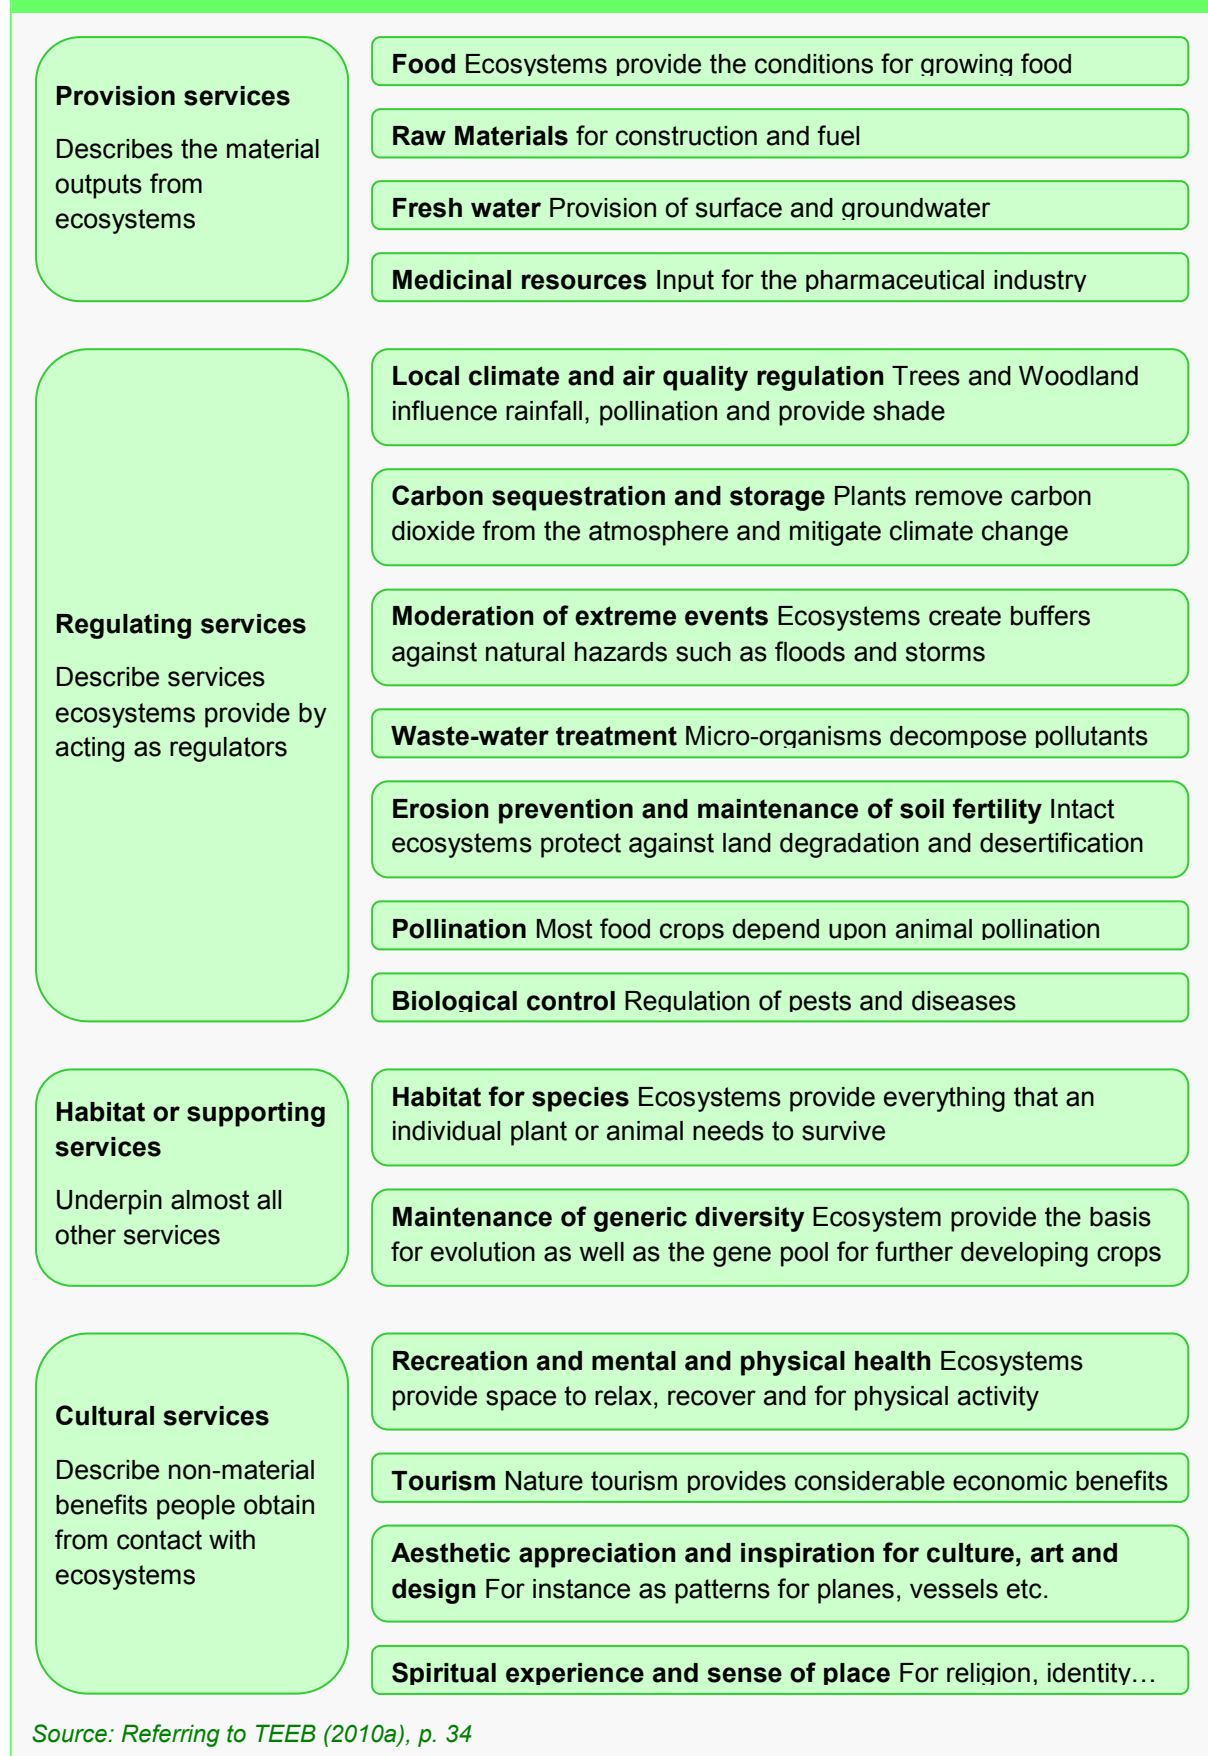 Provision services
Describes the material
outputs from
ecosystems
Food Ecosystems provide the conditions for growing food
Raw Materials for construction and fuel
Fresh water Provision of surface and groundwater
Medicinal resources Input for the pharmaceutical industry
Regulating services
Describe services
ecosystems provide by
acting as regulators
Local climate and air quality regulation Trees and Woodland
influence rainfall, pollination and provide shade
Carbon sequestration and storage Plants remove carbon
dioxide from the atmosphere and mitigate climate change
Moderation of extreme events Ecosystems create buffers
against natural hazards such as floods and storms
Waste-water treatment Micro-organisms decompose pollutants
Erosion prevention and maintenance of soil fertility Intact
ecosystems protect against land degradation and desertification
Pollination Most food crops depend upon animal pollination
Biological control Regulation of pests and diseases
Habitat or supporting
services
Underpin almost all
other services
Habitat for species Ecosystems provide everything that an
individual plant or animal needs to survive
Maintenance of generic diversity Ecosystem provide the basis
for evolution as well as the gene pool for further developing crops
Cultural services
Describe non-material
benefits people obtain
from contact with
ecosystems
Recreation and mental and physical health Ecosystems
provide space to relax, recover and for physical activity
Tourism Nature tourism provides considerable economic benefits
Aesthetic appreciation and inspiration for culture, art and
design For instance as patterns for planes, vessels etc.
Spiritual experience and sense of place For religion, identity…
Source: Referring to TEEB (2010a), p. 34